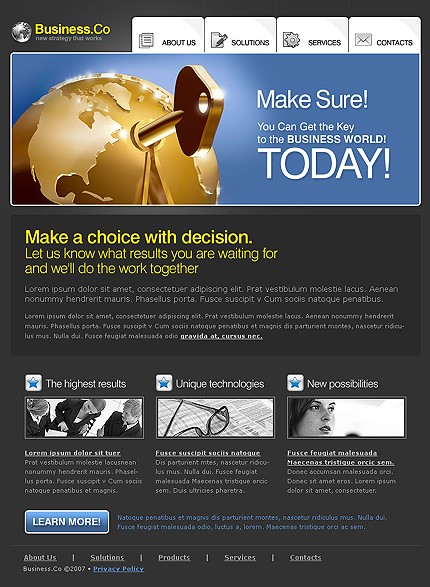 Business.Co
new strategy that works
ABOUT US
SOLUTIONS
SERVICES
CONTACTS
Make Sure!
You Can Get the Key
to the BUSINESS WORLD!
TODAY!
Make a choice with decision.
Let us know what results you are waiting for
and we'll do the work together
Lorem ipsum dolor sit amet, consectetuer adipiscing elit. Prat vestibulum molestie lacus. Aenean
nonummy hendrerit mauris. Phasellus porta. Fusce suscipit v Cum sociis natoque penatibus.
Lorem ipsum dolor sit amet, consectetuer adipiscing elit. Prat vestibulum molestie lacus. Aenean nonummy hendrerit
mauris. Phasellus porta. Fusce suscipit v Cum sociis natoque penatibus et magnis dis parturient montes, nascetur ridicu-
lus mus. Nulla dui. Fusce feugiat malesuada odio gravida at, cursus nec.
The highest results
Lorem ipsum dolor sit tuer
Prat vestibulum molestie lacusnean
nonummy hendrerit mauris. Phasel-
lus porta. Fusce suscipit varius sociis
natoque penatibus et magnis.
Unique technologies
Fusce suscipit sociis natoque
Dis parturient mtes, nascetur ridicu-
lus mus. Nulla dui. Fusce feugiat
malesuada Maecenas tristique orci
sem. Duis ultricies pharetra.
New possibilities
Fusce feugiat malesuada
Maecenas tristique orcic sem.
Donec accumsan malesuada orci.
Donec sit amet eros. Lorem ipsum
dolor sit amet, consectetuer.
LEARN MORE!
Natoque penatibus et magnis dis parturient montes, nascetur ridiculus mus. Nulla dui.
Fusce feugiat malesuada odio, luctus a, lorem. Maecenas tristique orci ac sem.
About Us | Solutions | Products | Services | Contacts
Business.Co ©2007 • Privacy Policy